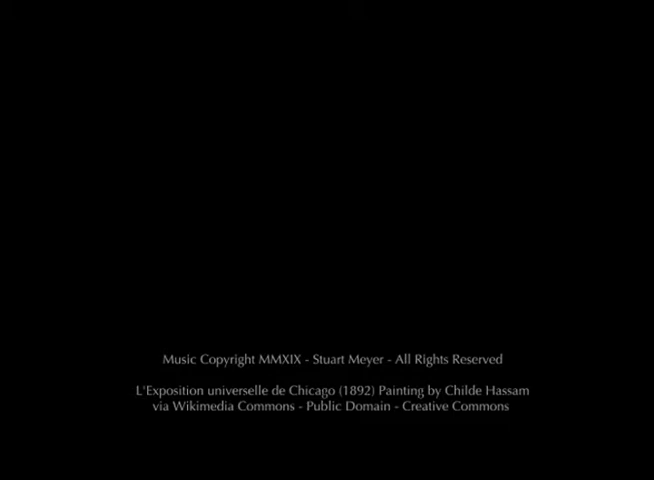 Music Copyright MMXIX - Stuart Meyer - All Rights Reserved
L'Exposition universelle de Chicago (1892) Painting by Childe Hassam
via Wikimedia Commons - Public Domain - Creative Commons